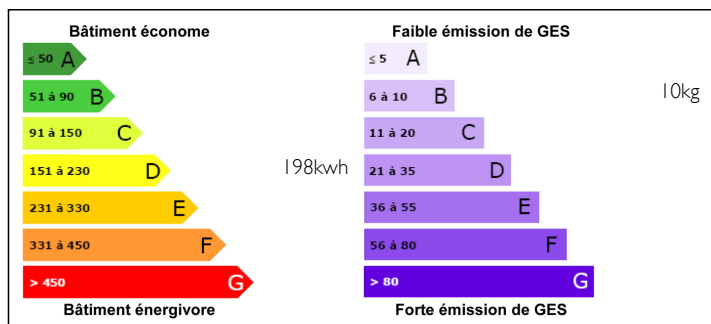 Bâtiment économe
≤ 50 A
51 à 90 B
91 à 150 C
151 à 230 D
198kwh
231 à 330 E
331 à 450 F
> 450 G
Bâtiment énergivore
Faible émission de GES
≤ 5 A
6 à 10 B
10kg
11 à 20 C
21 à 35 D
36 à 55 E
56 à 80 F
> 80 G
Forte émission de GES